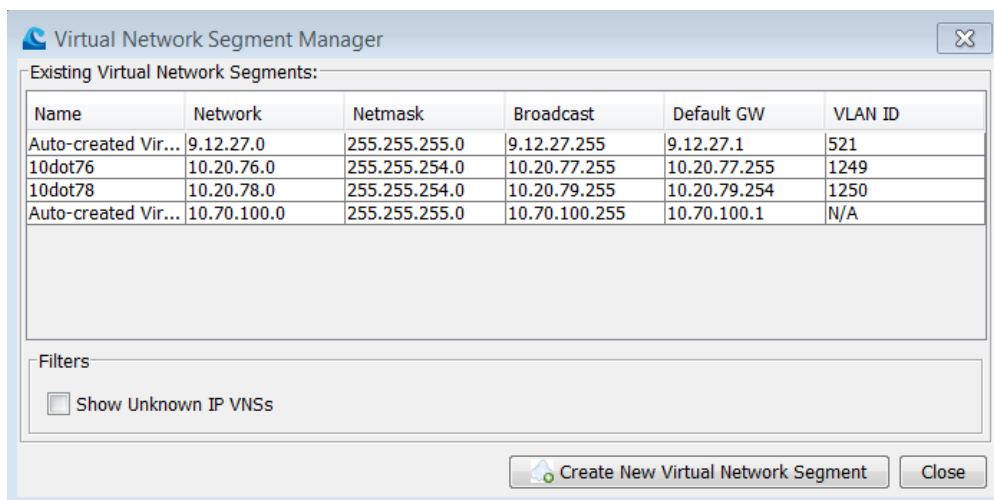 Virtual Network Segment Manager
Existing Virtual Network Segments:
Name Network Netmask Broadcast Default GW VLAN ID
Auto-created Vir... 9.12.27.0 255.255.255.0 9.12.27.255 9.12.27.1 521
10dot76 10.20.76.0 255.255.254.0 10.20.77.255 10.20.77.255 1249
10dot78 10.20.78.0 255.255.254.0 10.20.79.255 10.20.79.254 1250
Auto-created Vir... 10.70.100.0 255.255.255.0 10.70.100.255 10.70.100.1 N/A
Filters
Show Unknown IP VNSs
Create New Virtual Network Segment Close